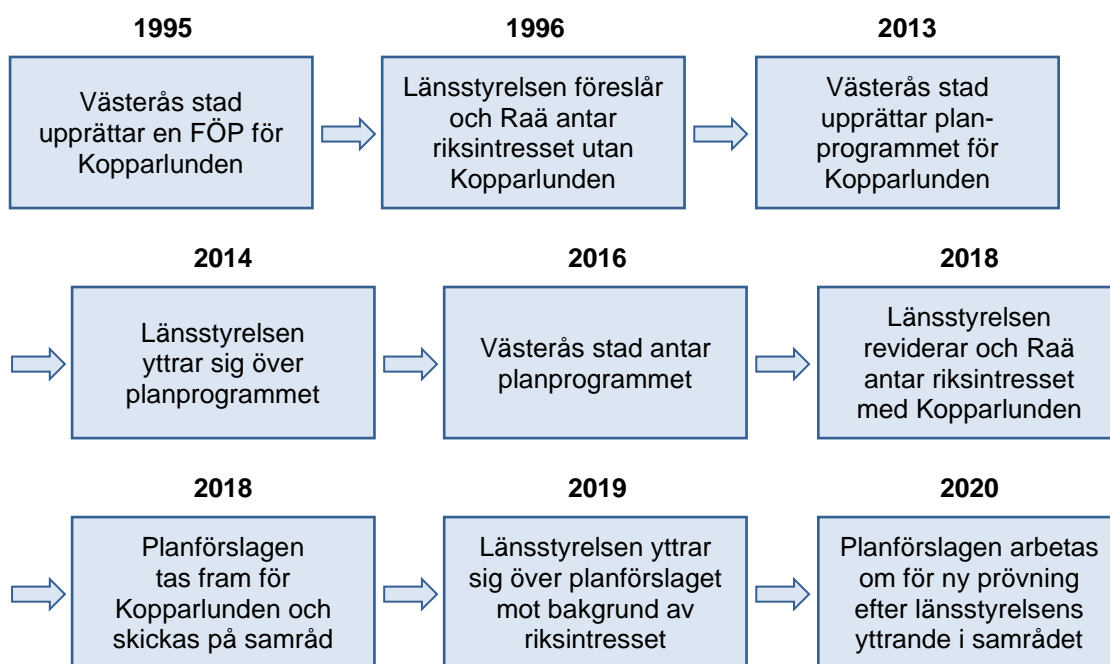 1995
Västerås stad
upprättar en FÖP för
Kopparlunden
1996
Länsstyrelsen föreslår
och Raä antar
riksintresset utan
Kopparlunden
2013
Västerås stad
upprättar plan-
programmet för
Kopparlunden
2014
Länsstyrelsen
yttrar sig över
planprogrammet
2016
Västerås stad antar
planprogrammet
2018
Länsstyrelsen
reviderar och Raä
antar riksintresset
med Kopparlunden
2018
Planförslagen
tas fram för
Kopparlunden och
skickas på samråd
2019
Länsstyrelsen yttrar
sig över planförslaget
mot bakgrund av
riksintresset
2020
Planförslagen arbetas
om för ny prövning
efter länsstyrelsens
yttrande i samrådet